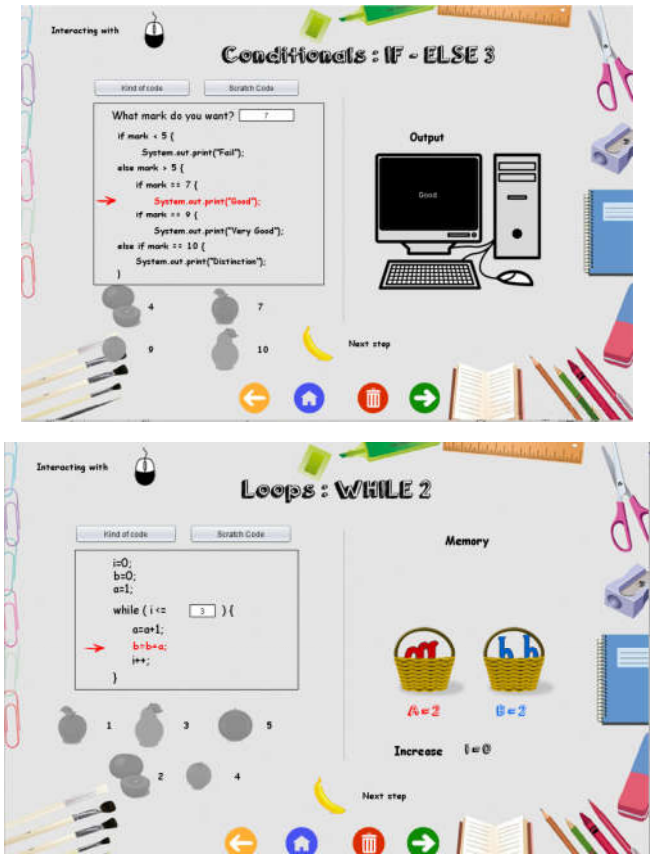 Interacting with
Conditionals : IF - ELSE 3
Kind of code
Scratch Code
What mark do you want? 7
if mark < 5 {
System.out.print("Fail");
else mark > 5 {
if mark == 7 {
System.out.print("Good");
if mark == 9 {
System.out.print("Very Good");
else if mark == 10 {
System.out.print("Distinction");
}
Output
Good
4
7
9
10
Next step
Interacting with
Loops : WHILE 2
Kind of code
Scratch Code
i=0;
b=0;
a=1;
while ( i <= 3 ) {
a=a+1;
b=b+a;
i++;
}
Memory
A=2
B=2
Increase I=0
1
3
5
2
4
Next step